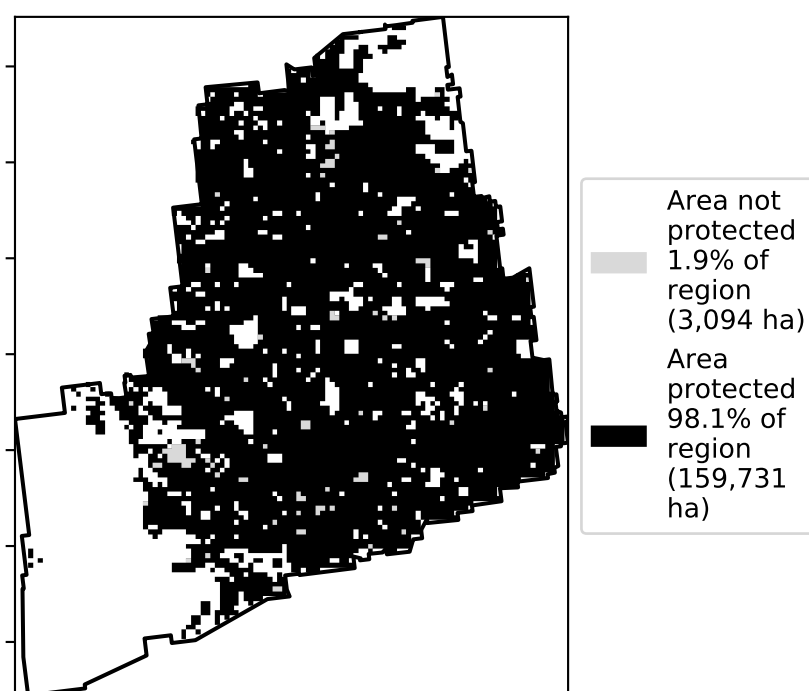 Area not
protected
1.9% of
region
(3,094 ha)
Area
protected
98.1% of
region
(159,731
ha)